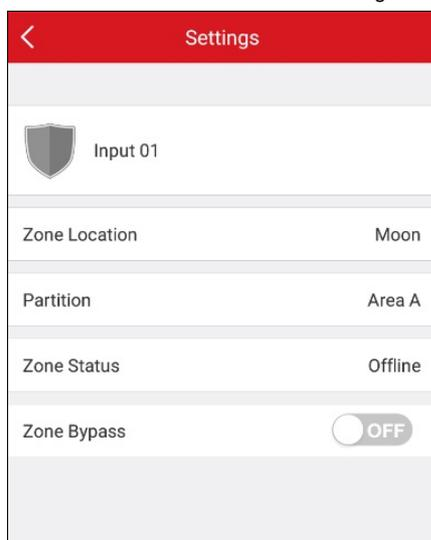 Settings
Input 01
Zone Location Moon
Partition Area A
Zone Status Offline
Zone Bypass OFF